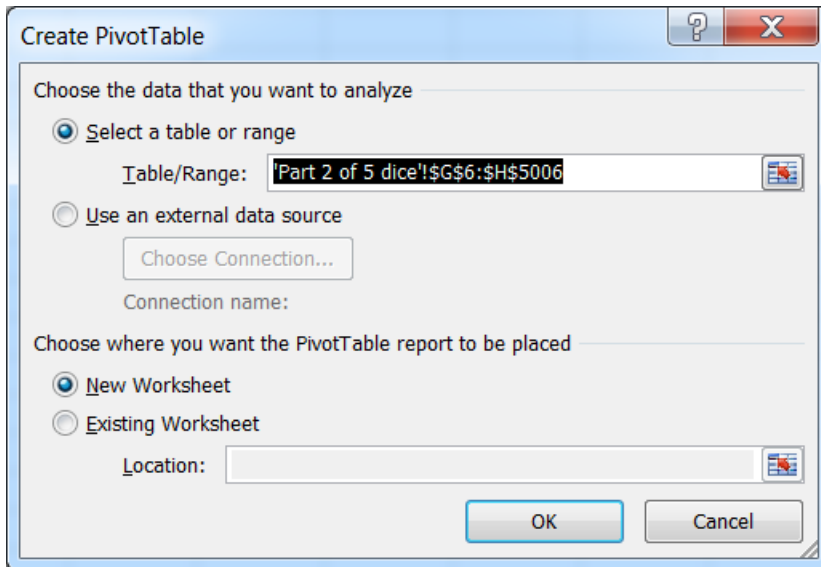 Create PivotTable
?
X
Choose the data that you want to analyze
Select a table or range
Table/Range: 'Part 2 of 5 dice'!$G$6:$H$5006
Use an external data source
Choose Connection...
Connection name:
Choose where you want the PivotTable report to be placed
New Worksheet
Existing Worksheet
Location:
OK Cancel